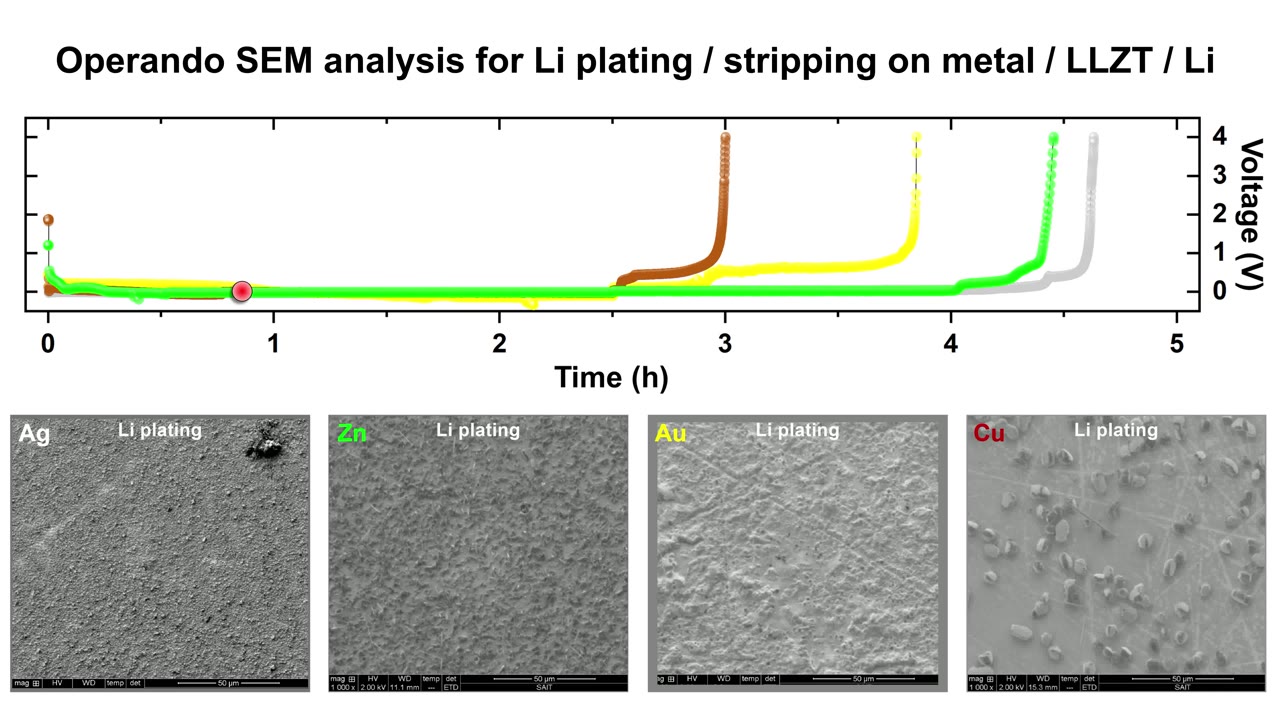 Operando SEM analysis for Li plating / stripping on metal / LLZT / Li
4
3
2
1
0
Voltage (V)
0 1 2 3 4 5
Time (h)
Ag Li plating
mag HV WD temp det 50 µm
Zn Li plating
mag HV WD temp det 50 µm
1 000 x 2.00 kV 11.1 mm --- ETD SAIT
Au Li plating
ag HV WD temp det 50 µm
Cu Li plating
mag HV WD temp det 50 µm
1 000 x 2.00 kV 15.3 mm --- ETD SAIT